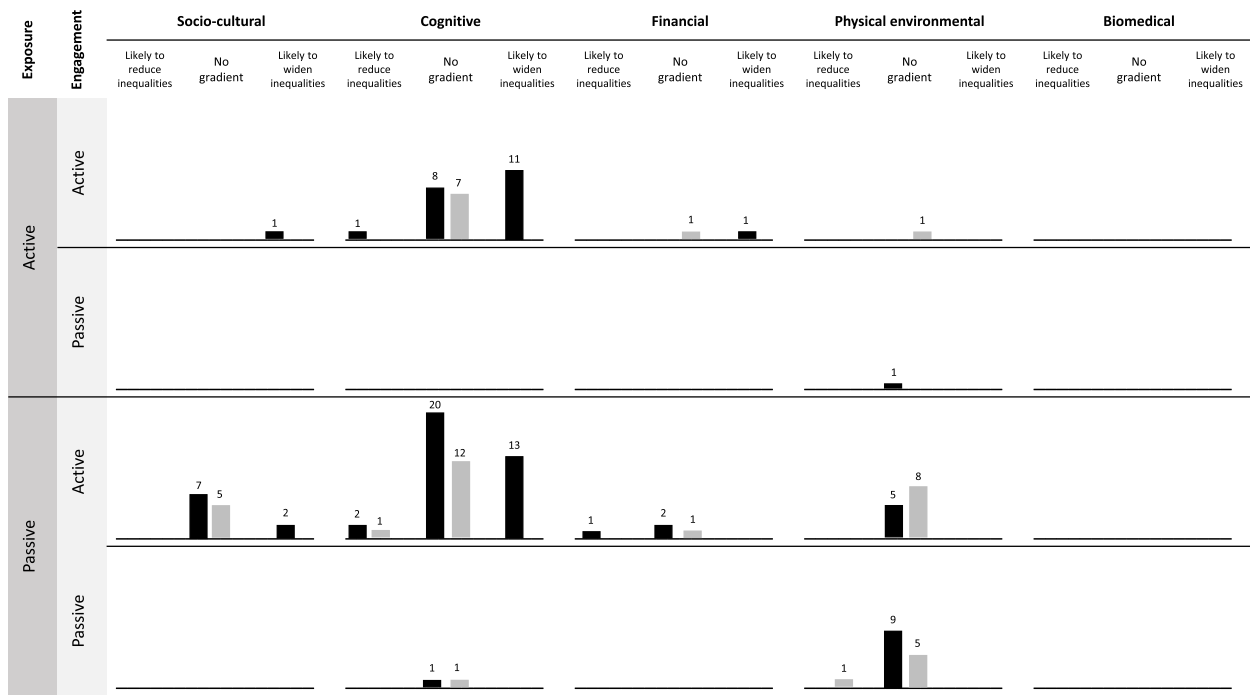 Exposure
Engagement
Socio-cultural
Cognitive
Financial
Physical environmental
Biomedical
Likely to
reduce
inequalities
No
gradient
Likely to
widen
inequalities
Likely to
reduce
inequalities
No
gradient
Likely to
widen
inequalities
Likely to
reduce
inequalities
No
gradient
Likely to
widen
inequalities
Likely to
reduce
inequalities
No
gradient
Likely to
widen
inequalities
Likely to
reduce
inequalities
No
gradient
Likely to
widen
inequalities
Active
Active
1
1
8
7
11
1
1
1
Passive
1
Passive
Active
7
5
2
2
1
20
12
13
1
2
1
5
8
Passive
1
1
1
9
5